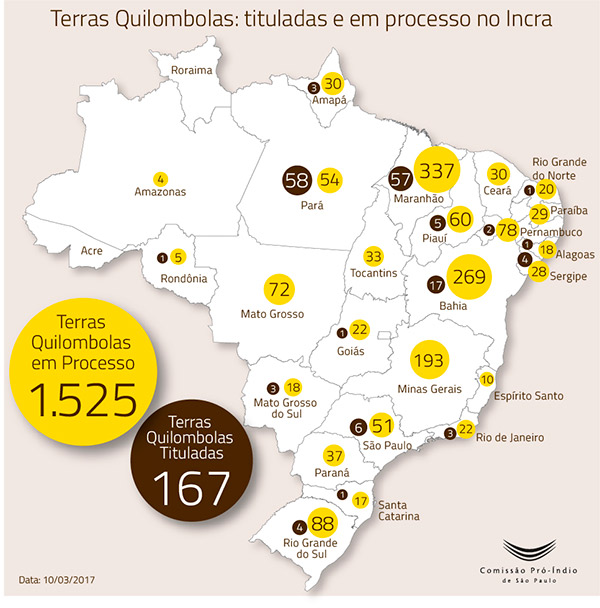 Terras Quilombolas: tituladas e em processo no Incra
Roraima
3
30
Amapá
4
Amazonas
58
54
Pará
57
337
Maranhão
30
Ceará
Rio Grande
do Norte
1
20
29
Paraíba
5
60
Piauí
2
78
Pernambuco
1
18
Alagoas
4
28
Sergipe
Acre
1
5
Rondônia
33
Tocantins
17
269
Bahia
72
Mato Grosso
1
22
Goiás
193
Minas Gerais
10
Espírito Santo
3
18
Mato Grosso
do Sul
6
51
São Paulo
3
22
Rio de Janeiro
37
Paraná
1
17
Santa
Catarina
4
88
Rio Grande
do Sul
Terras
Quilombolas
em Processo
1.525
Terras
Quilombolas
Tituladas
167
Data: 10/03/2017
Comissão Pró-Índio
de São Paulo